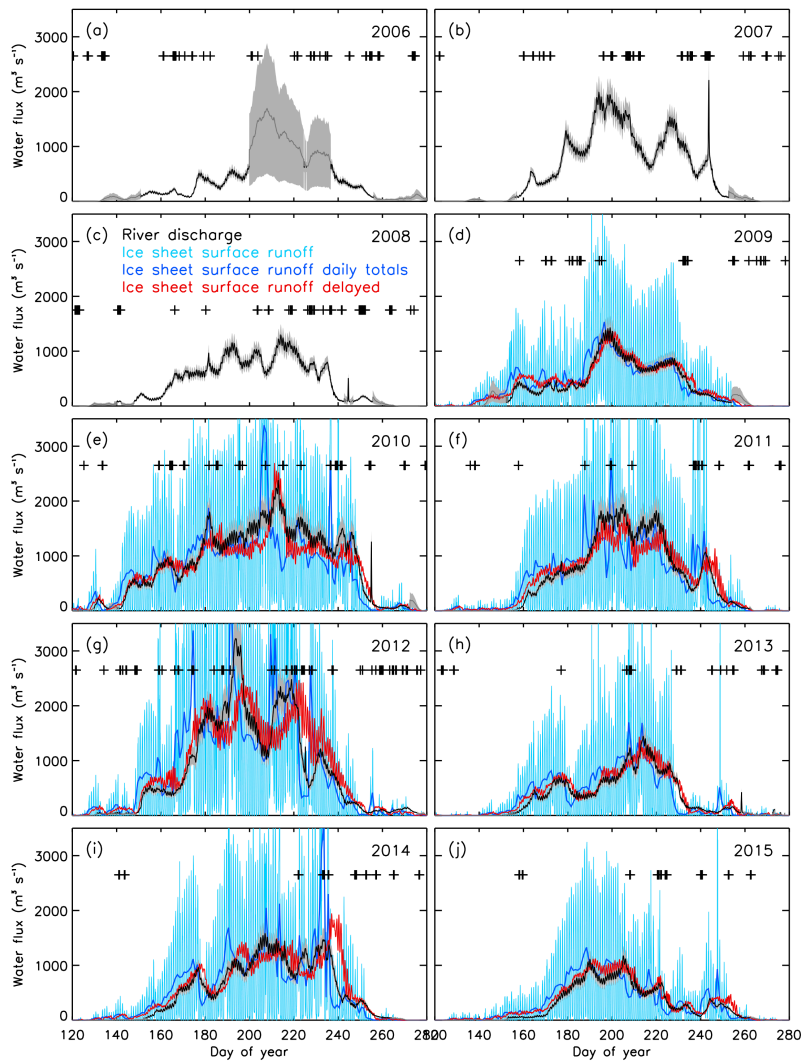 (a) 2006 (b) 2007
3000
2000
1000
0
Water flux (m³ s⁻¹)
(c) 2008 (d) 2009
River discharge
Ice sheet surface runoff
Ice sheet surface runoff daily totals
Ice sheet surface runoff delayed
3000
2000
1000
0
Water flux (m³ s⁻¹)
(e) 2010 (f) 2011
3000
2000
1000
0
Water flux (m³ s⁻¹)
(g) 2012 (h) 2013
3000
2000
1000
0
Water flux (m³ s⁻¹)
(i) 2014 (j) 2015
3000
2000
1000
0
Water flux (m³ s⁻¹)
120 140 160 180 200 220 240 260 280 120 140 160 180 200 220 240 260 280
Day of year Day of year